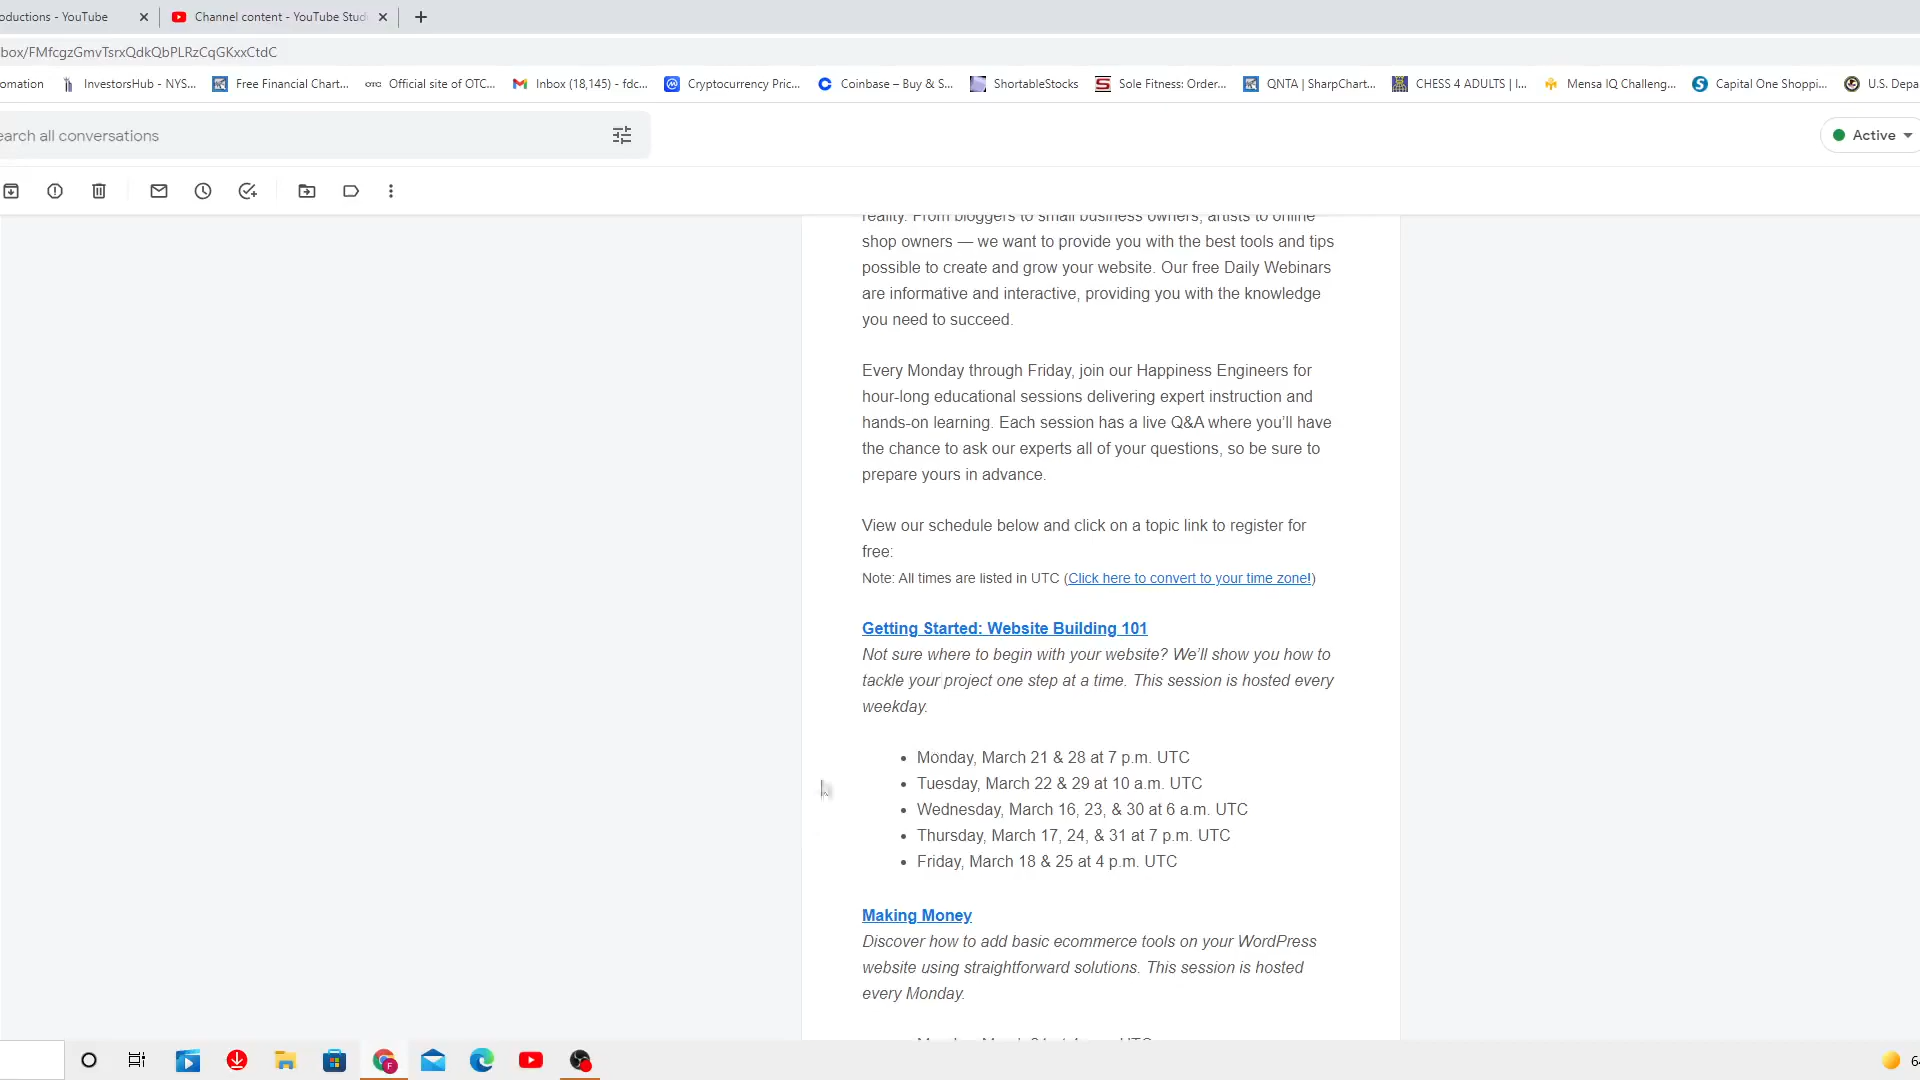 oductions - YouTube
Channel content - YouTube Stud
box/FMfcgzGmvTsrxQdkQbPLRzCqGKxxCtdC
omation
InvestorsHub - NYS...
Free Financial Chart...
OTC
Official site of OTC...
Inbox (18,145) - fdc...
Cryptocurrency Pric...
Coinbase – Buy & S...
ShortableStocks
Sole Fitness: Order...
QNTA | SharpChart...
CHESS 4 ADULTS | I...
Mensa IQ Challeng...
Capital One Shoppi...
U.S. Depa
earch all conversations
Active
reality. From bloggers to small business owners, artists to online
shop owners — we want to provide you with the best tools and tips
possible to create and grow your website. Our free Daily Webinars
are informative and interactive, providing you with the knowledge
you need to succeed.
Every Monday through Friday, join our Happiness Engineers for
hour-long educational sessions delivering expert instruction and
hands-on learning. Each session has a live Q&A where you’ll have
the chance to ask our experts all of your questions, so be sure to
prepare yours in advance.
View our schedule below and click on a topic link to register for
free:
Note: All times are listed in UTC (Click here to convert to your time zone!)
Getting Started: Website Building 101
Not sure where to begin with your website? We’ll show you how to
tackle your project one step at a time. This session is hosted every
weekday.
• Monday, March 21 & 28 at 7 p.m. UTC
• Tuesday, March 22 & 29 at 10 a.m. UTC
• Wednesday, March 16, 23, & 30 at 6 a.m. UTC
• Thursday, March 17, 24, & 31 at 7 p.m. UTC
• Friday, March 18 & 25 at 4 p.m. UTC
Making Money
Discover how to add basic ecommerce tools on your WordPress
website using straightforward solutions. This session is hosted
every Monday.